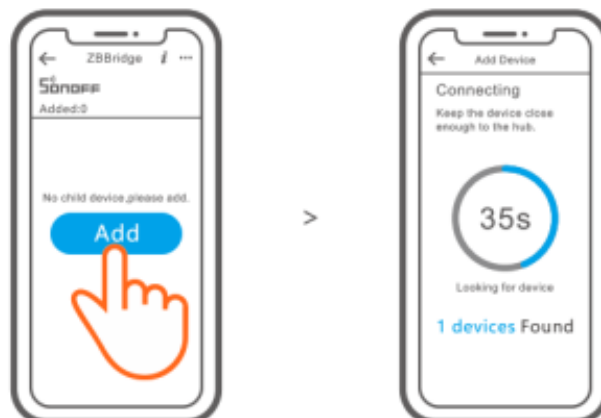 ZBBridge i ...
SONOFF
Added:0
No child device,please add.
Add
>
Add Device
Connecting
Keep the device close
enough to the hub.
35s
Looking for device
1 devices Found